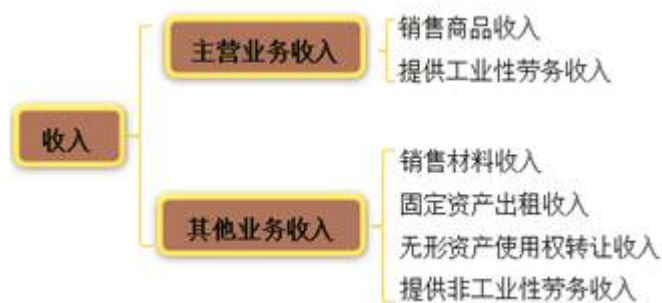 收入
主营业务收入
销售商品收入
提供工业性劳务收入
其他业务收入
销售材料收入
固定资产出租收入
无形资产使用权转让收入
提供非工业性劳务收入